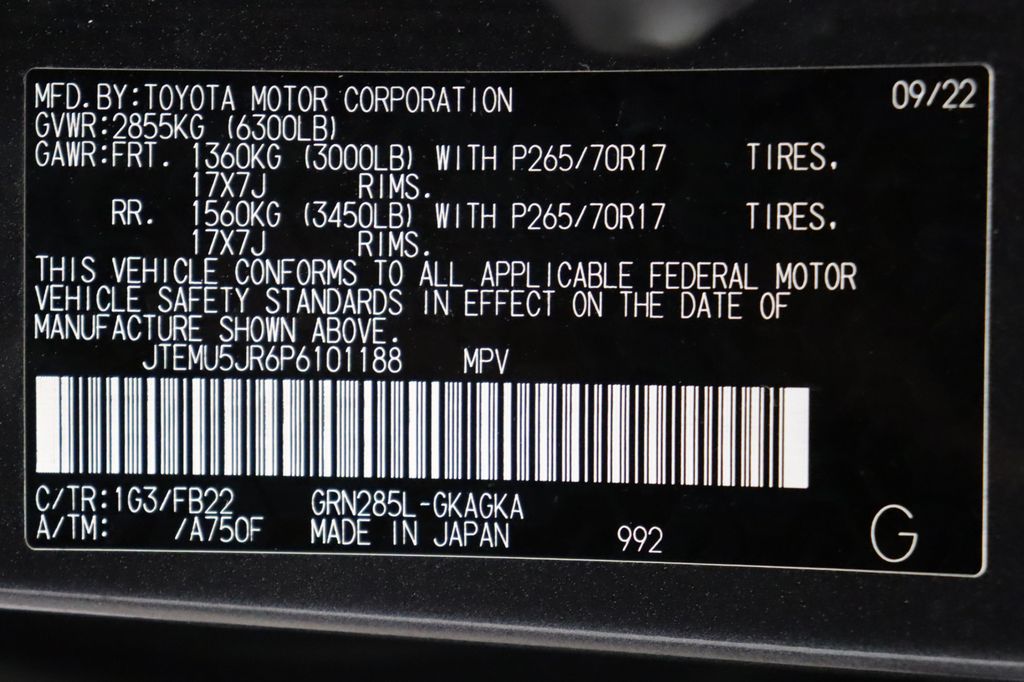 MFD.BY:TOYOTA MOTOR CORPORATION 09/22
GVWR:2855KG (6300LB)
GAWR:FRT. 1360KG (3000LB) WITH P265/70R17 TIRES,
17X7J RIMS.
RR. 1560KG (3450LB) WITH P265/70R17 TIRES,
17X7J RIMS.
THIS VEHICLE CONFORMS TO ALL APPLICABLE FEDERAL MOTOR
VEHICLE SAFETY STANDARDS IN EFFECT ON THE DATE OF
MANUFACTURE SHOWN ABOVE.
JTEMU5JR6P6101188 MPV
C/TR:1G3/FB22 GRN285L-GKAGKA
A/TM: /A750F MADE IN JAPAN 992 G